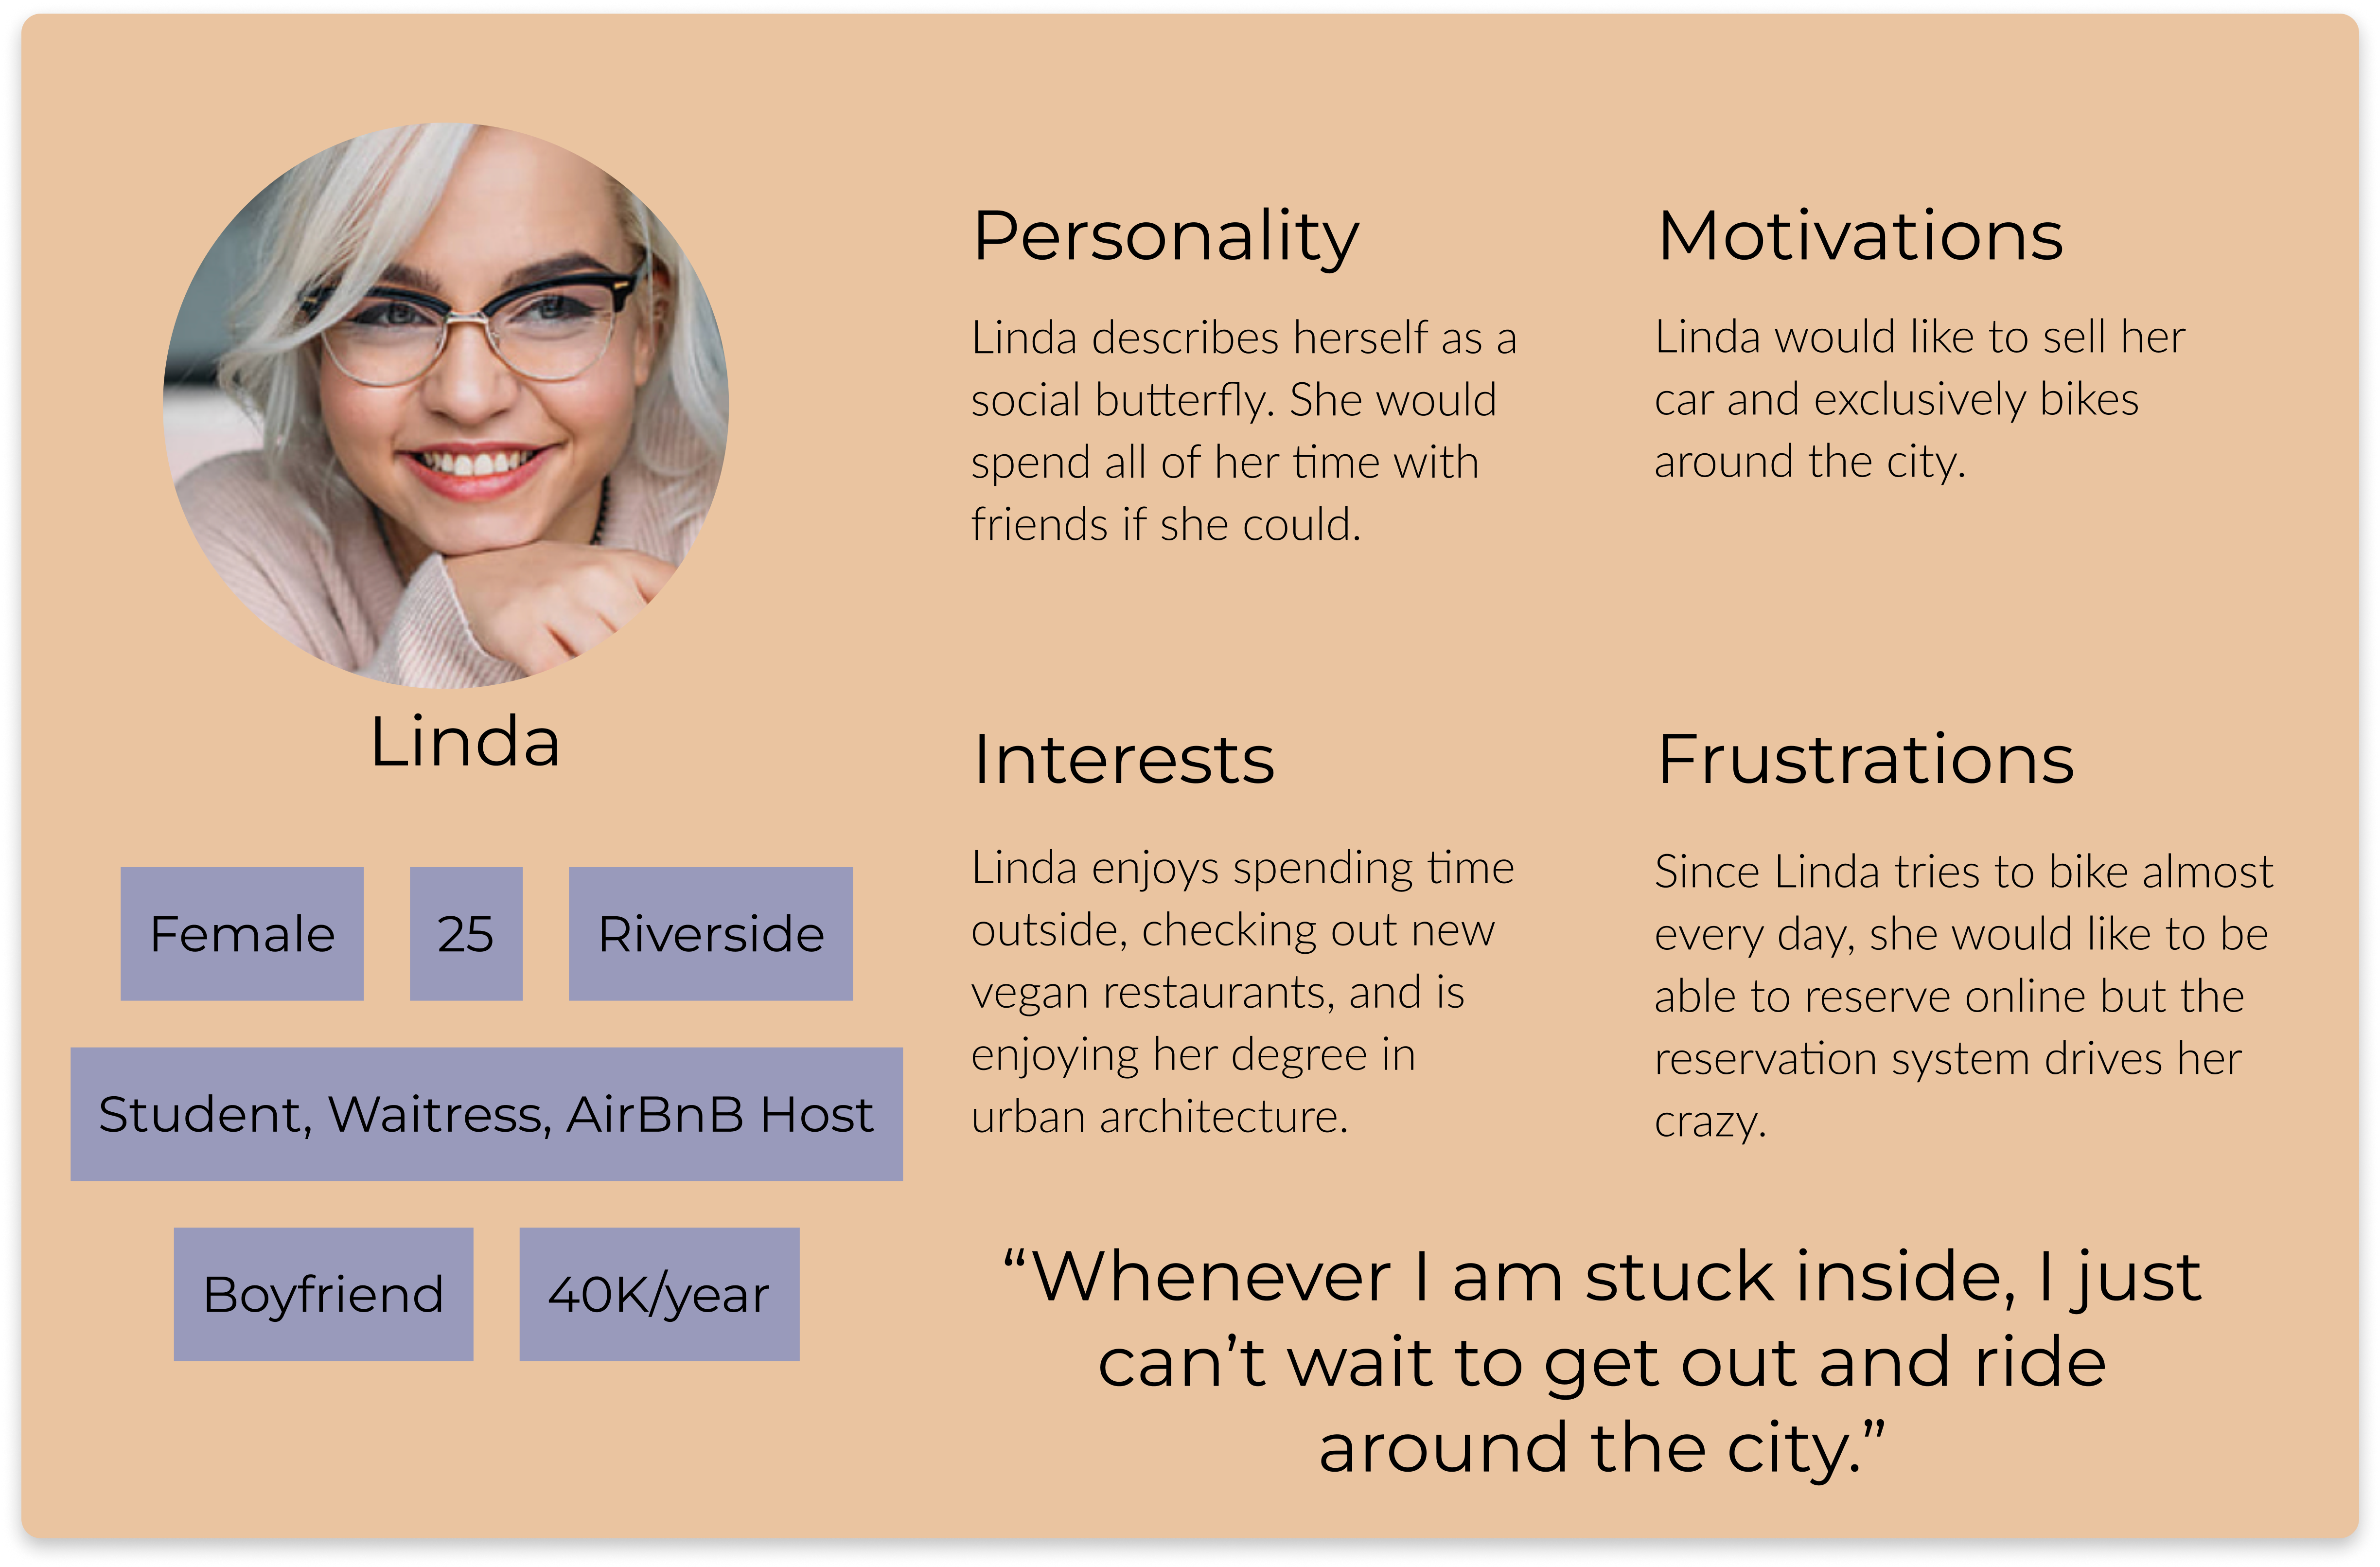 Linda
Female
25
Riverside
Student, Waitress, AirBnB Host
Boyfriend
40K/year
Personality
Linda describes herself as a
social butterfly. She would
spend all of her time with
friends if she could.
Motivations
Linda would like to sell her
car and exclusively bikes
around the city.
Interests
Linda enjoys spending time
outside, checking out new
vegan restaurants, and is
enjoying her degree in
urban architecture.
Frustrations
Since Linda tries to bike almost
every day, she would like to be
able to reserve online but the
reservation system drives her
crazy.
“Whenever I am stuck inside, I just
can’t wait to get out and ride
around the city.”